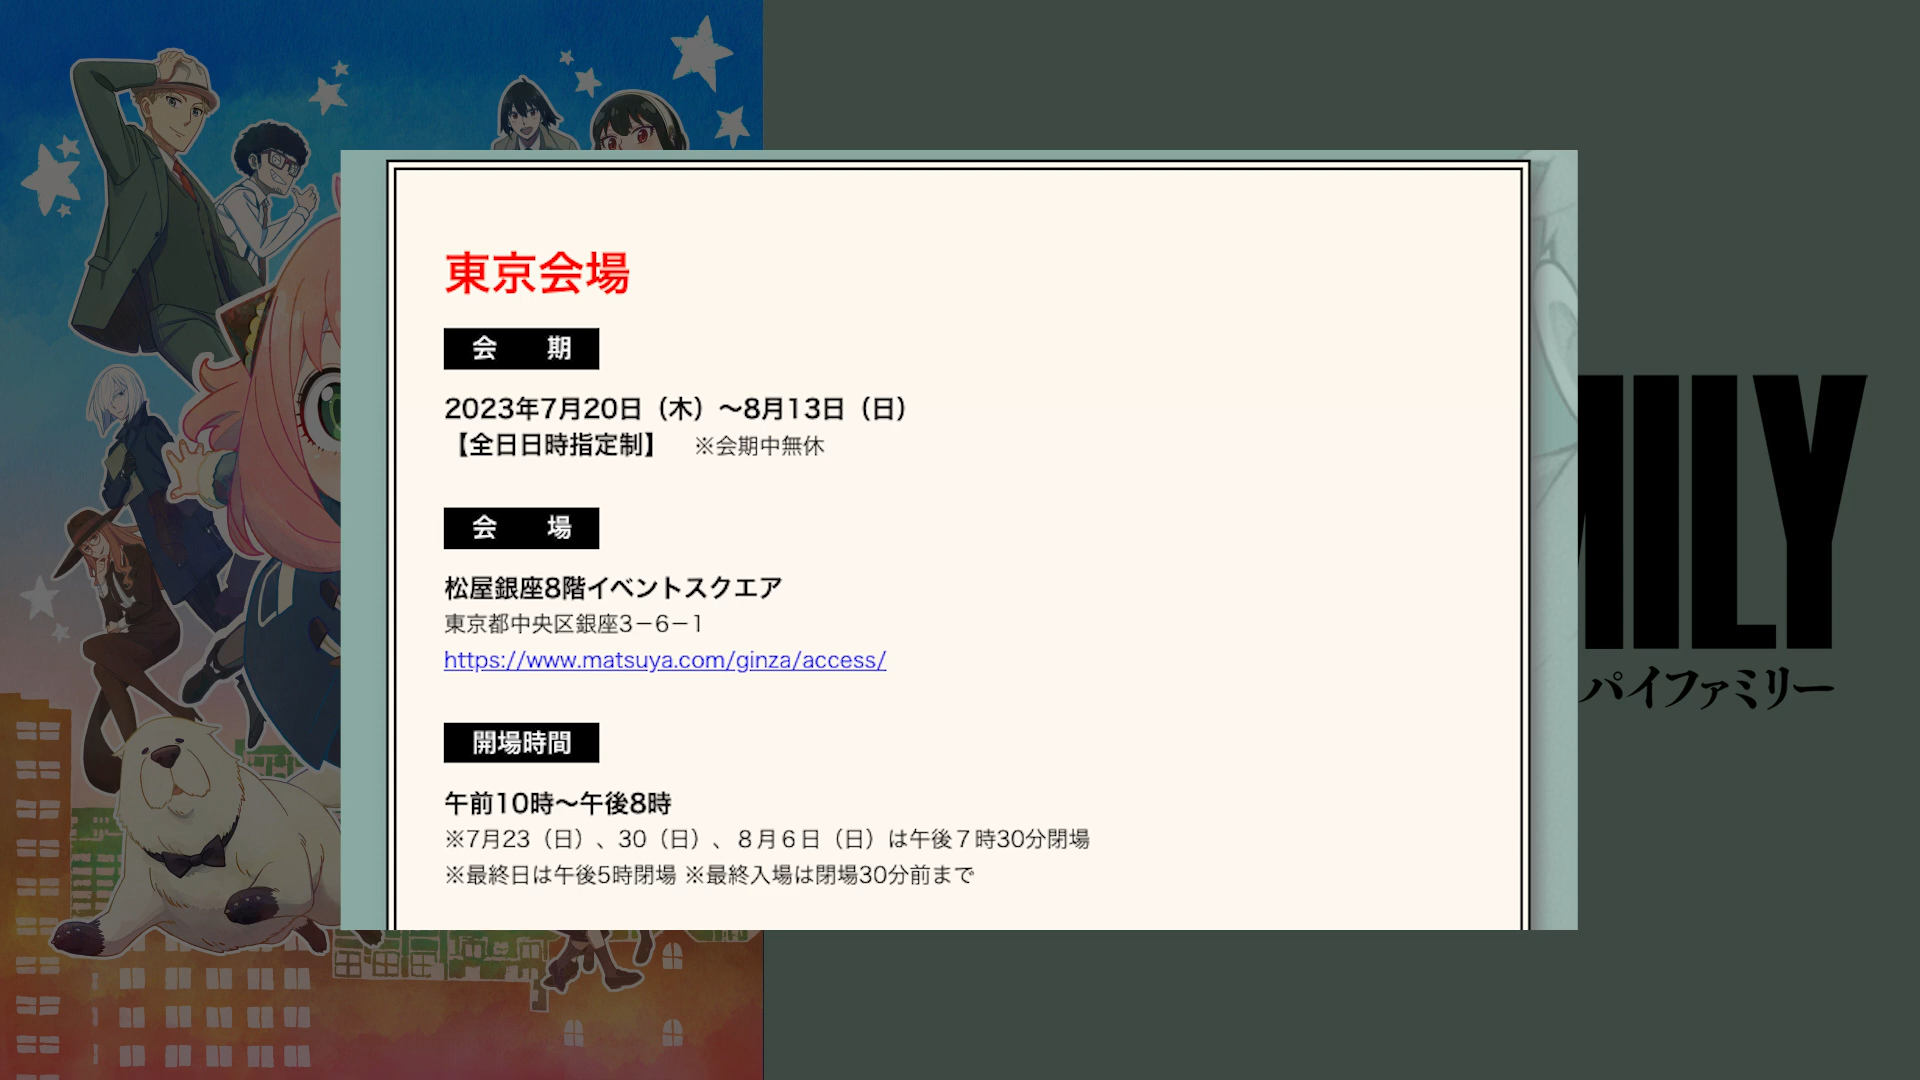 東京会場
会　　期
2023年7月20日（木）～8月13日（日）
【全日日時指定制】　※会期中無休
会　　場
松屋銀座8階イベントスクエア
東京都中央区銀座3－6－1
https://www.matsuya.com/ginza/access/
開場時間
午前10時～午後8時
※7月23（日）、30（日）、８月６日（日）は午後７時30分閉場
※最終日は午後5時閉場 ※最終入場は閉場30分前まで
MILY
パイファミリー